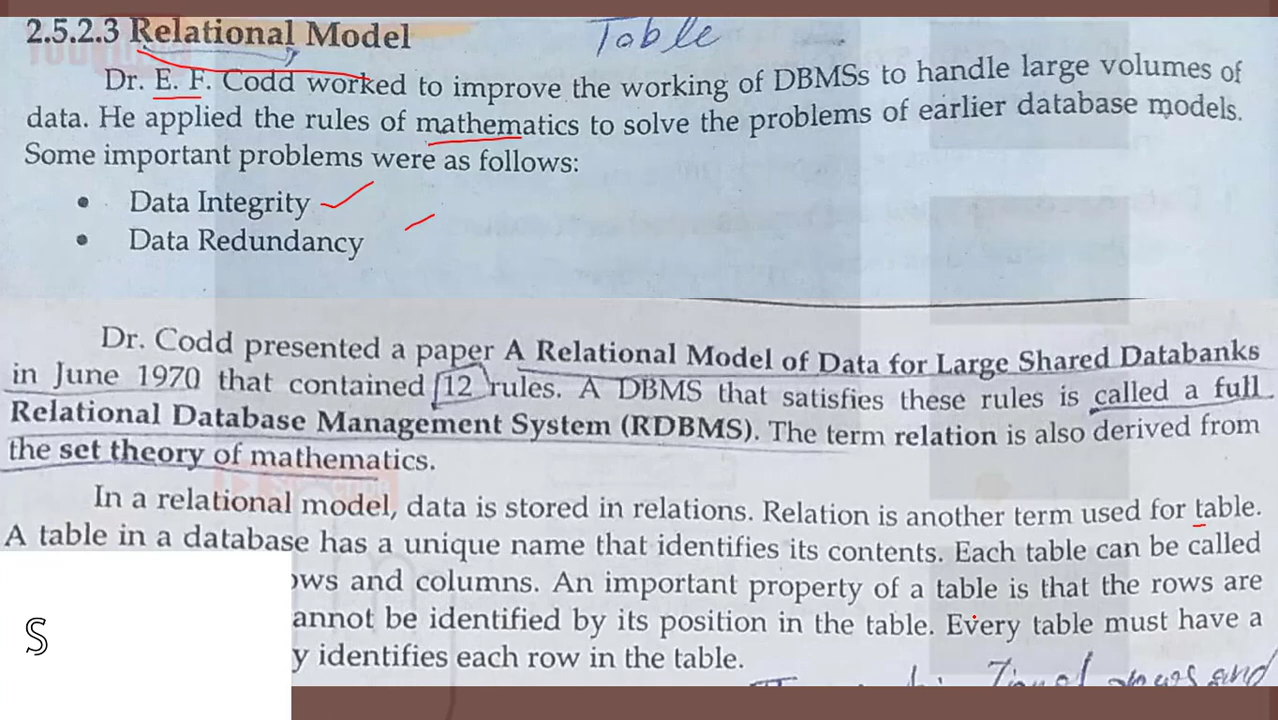 2.5.2.3 Relational Model Table
Dr. E. F. Codd worked to improve the working of DBMSs to handle large volumes of
data. He applied the rules of mathematics to solve the problems of earlier database models.
Some important problems were as follows:
• Data Integrity
• Data Redundancy
Dr. Codd presented a paper A Relational Model of Data for Large Shared Databanks
in June 1970 that contained 12 rules. A DBMS that satisfies these rules is called a full
Relational Database Management System (RDBMS). The term relation is also derived from
the set theory of mathematics.
In a relational model, data is stored in relations. Relation is another term used for table.
A table in a database has a unique name that identifies its contents. Each table can be called
ows and columns. An important property of a table is that the rows are
annot be identified by its position in the table. Every table must have a
S
y identifies each row in the table.
rows and